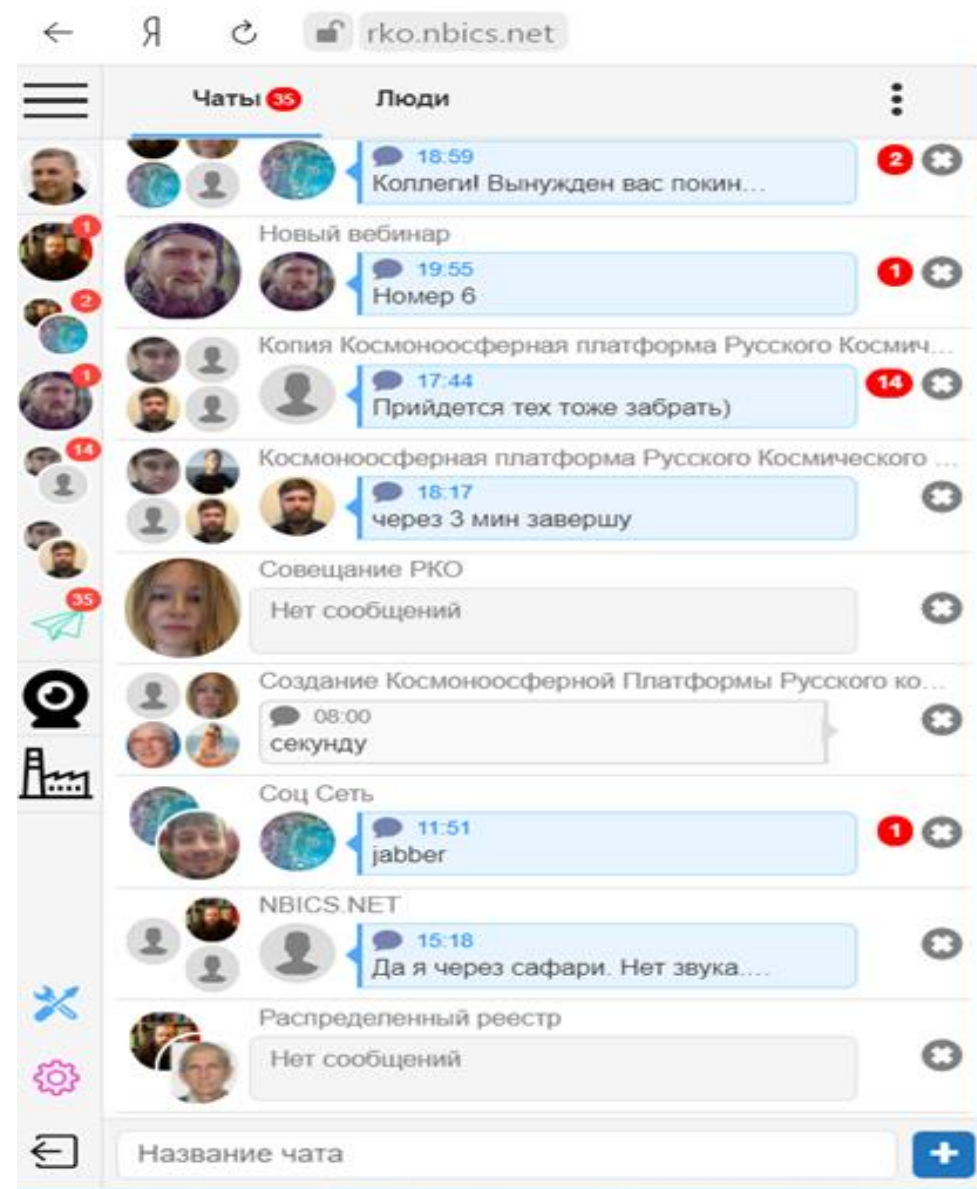 Я rko.nbics.net
Чаты 35 Люди
18:59
Коллеги! Вынужден вас покин...
2
Новый вебинар
19:55
Номер 6
1
Копия Космоноосферная платформа Русского Космич...
17:44
Прийдется тех тоже забрать)
14
Космоноосферная платформа Русского Космического ...
18:17
через 3 мин завершу
Совещание РКО
Нет сообщений
Создание Космоноосферной Платформы Русского ко...
08:00
секунду
Соц Сеть
11:51
jabber
1
NBICS.NET
15:18
Да я через сафари. Нет звука....
Распределенный реестр
Нет сообщений
Название чата
1
2
1
14
35